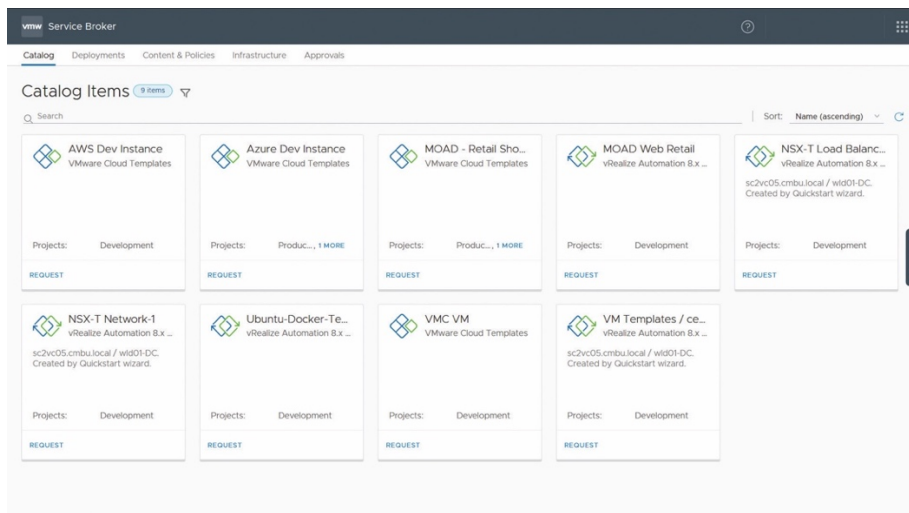 vmw Service Broker
Catalog Deployments Content & Policies Infrastructure Approvals
Catalog Items 9 items
Search
Sort: Name (ascending)
AWS Dev Instance
VMware Cloud Templates
Projects: Development
REQUEST
Azure Dev Instance
VMware Cloud Templates
Projects: Produc..., 1 MORE
REQUEST
MOAD - Retail Sho...
VMware Cloud Templates
Projects: Produc..., 1 MORE
REQUEST
MOAD Web Retail
vRealize Automation 8.x ...
Projects: Development
REQUEST
NSX-T Load Balanc...
vRealize Automation 8.x ...
sc2vc05.cmbu.local / wld01-DC.
Created by Quickstart wizard.
Projects: Development
REQUEST
NSX-T Network-1
vRealize Automation 8.x ...
sc2vc05.cmbu.local / wld01-DC.
Created by Quickstart wizard.
Projects: Development
REQUEST
Ubuntu-Docker-Te...
vRealize Automation 8.x ...
Projects: Development
REQUEST
VMC VM
VMware Cloud Templates
Projects: Development
REQUEST
VM Templates / ce...
vRealize Automation 8.x ...
sc2vc05.cmbu.local / wld01-DC.
Created by Quickstart wizard.
Projects: Development
REQUEST